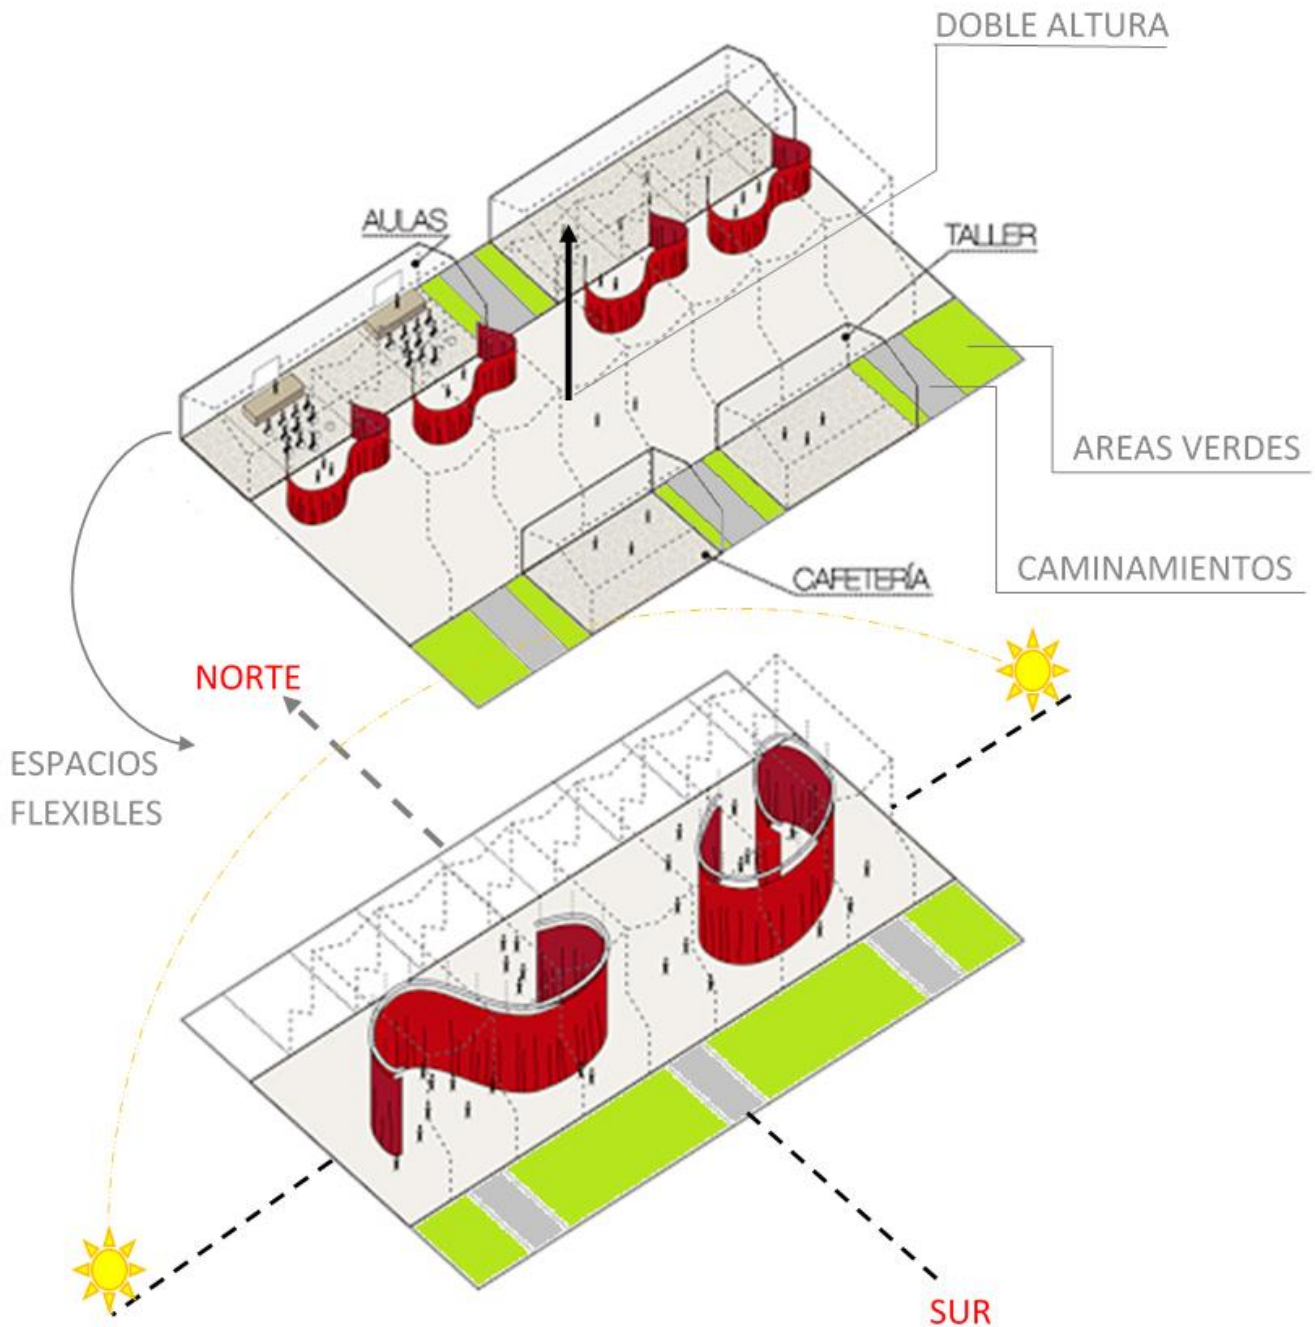 DOBLE ALTURA
AULAS
TALLER
AREAS VERDES
CAMINAMIENTOS
CAFETERÍA
NORTE
ESPACIOS
FLEXIBLES
SUR